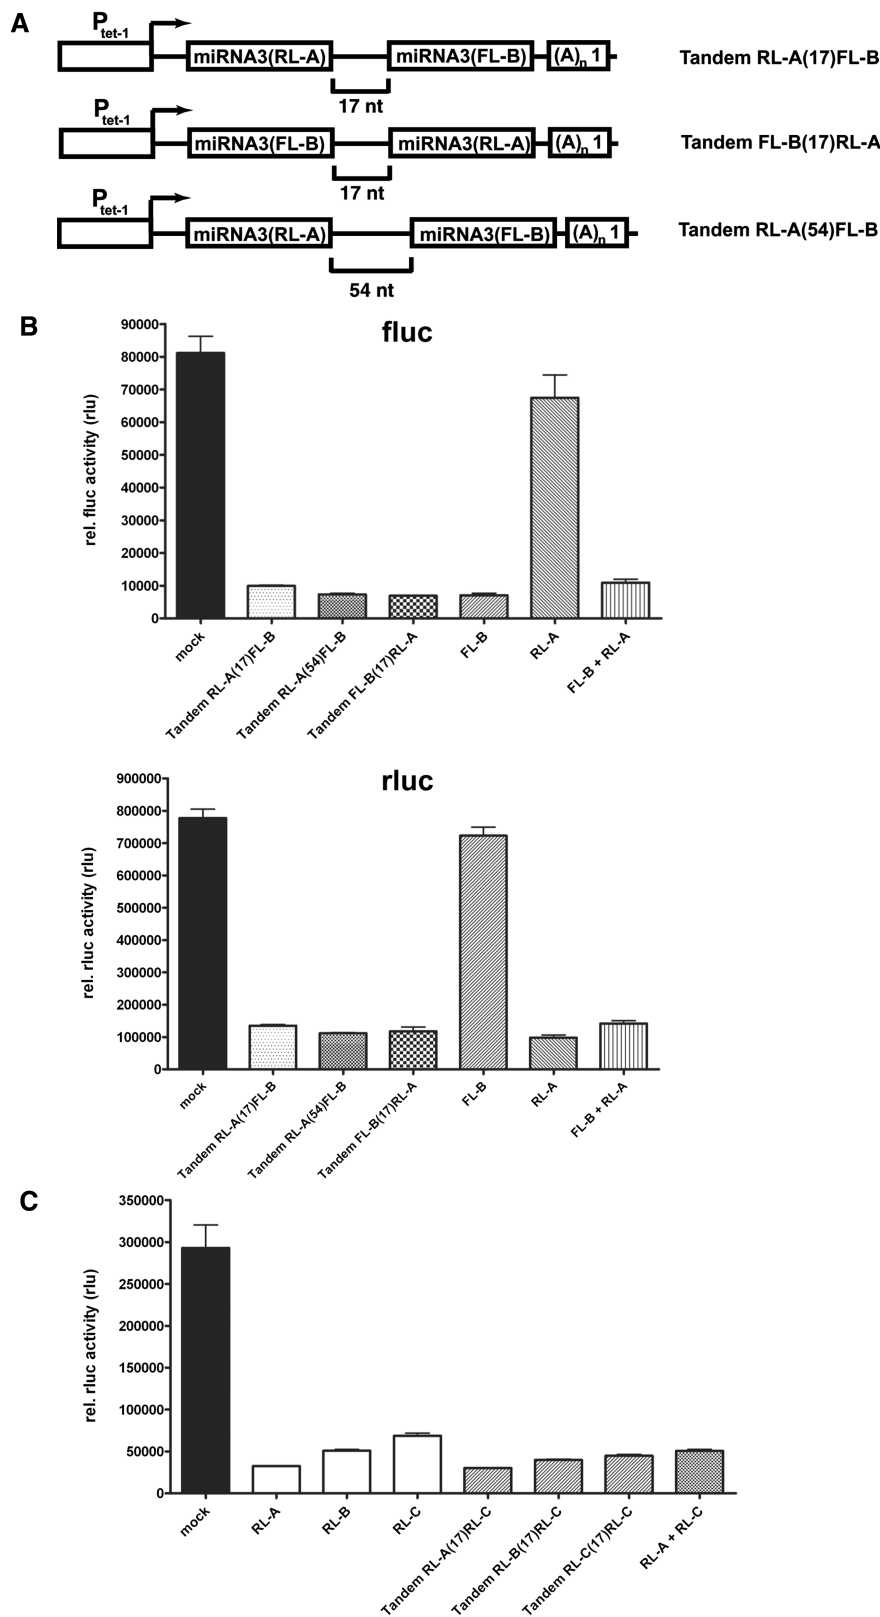 A
Ptet-1
miRNA3(RL-A) miRNA3(FL-B) (A)n 1 Tandem RL-A(17)FL-B
17 nt
Ptet-1
miRNA3(FL-B) miRNA3(RL-A) (A)n 1 Tandem FL-B(17)RL-A
17 nt
Ptet-1
miRNA3(RL-A) miRNA3(FL-B) (A)n 1 Tandem RL-A(54)FL-B
54 nt
B
fluc
rel. fluc activity (rlu)
90000
80000
70000
60000
50000
40000
30000
20000
10000
0
mock
Tandem RL-A(17)FL-B
Tandem RL-A(54)FL-B
Tandem FL-B(17)RL-A
FL-B
RL-A
FL-B + RL-A
rluc
rel. rluc activity (rlu)
900000
800000
700000
600000
500000
400000
300000
200000
100000
0
mock
Tandem RL-A(17)FL-B
Tandem RL-A(54)FL-B
Tandem FL-B(17)RL-A
FL-B
RL-A
FL-B + RL-A
C
rel. rluc activity (rlu)
350000
300000
250000
200000
150000
100000
50000
0
mock
RL-A
RL-B
RL-C
Tandem RL-A(17)RL-C
Tandem RL-B(17)RL-C
Tandem RL-C(17)RL-C
RL-A + RL-C